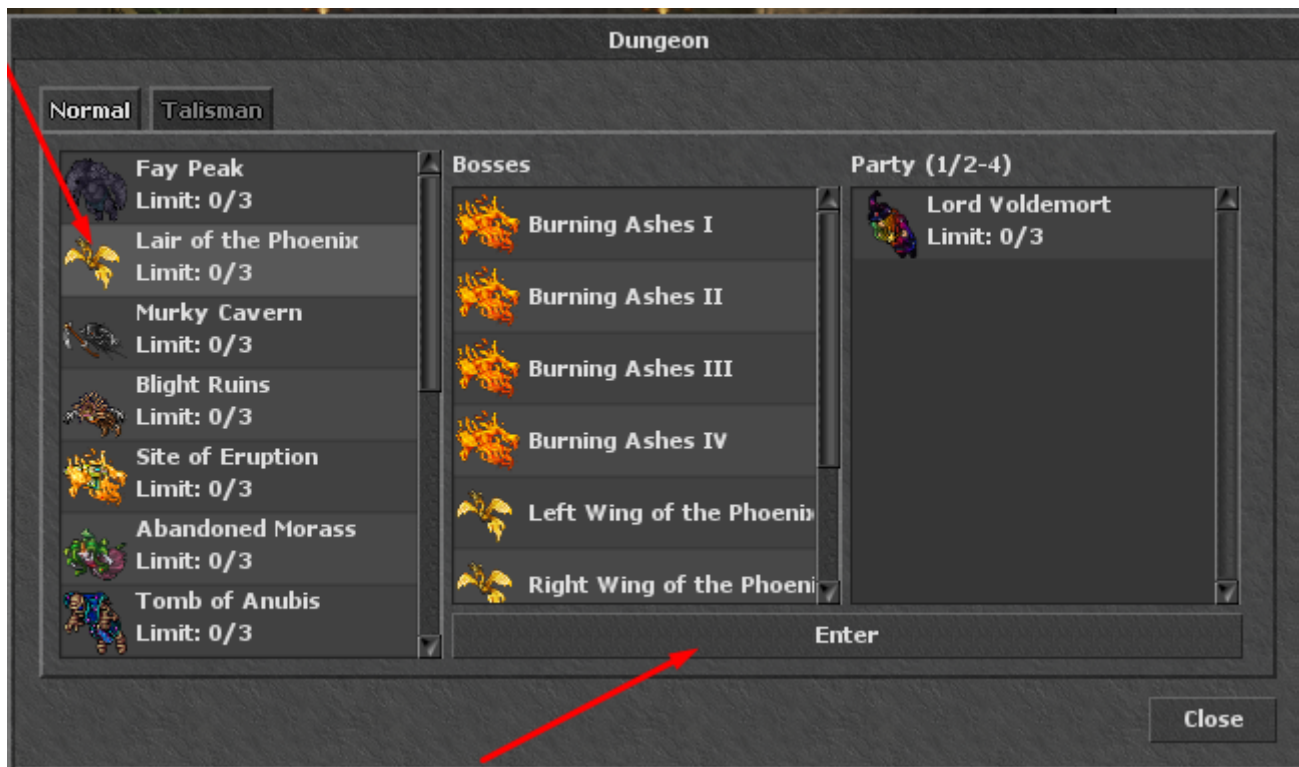 Dungeon
Normal
Talisman
Fay Peak
Limit: 0/3
Lair of the Phoenix
Limit: 0/3
Murky Cavern
Limit: 0/3
Blight Ruins
Limit: 0/3
Site of Eruption
Limit: 0/3
Abandoned Morass
Limit: 0/3
Tomb of Anubis
Limit: 0/3
Bosses
Burning Ashes I
Burning Ashes II
Burning Ashes III
Burning Ashes IV
Left Wing of the Phoenix
Right Wing of the Phoeni
Party (1/2-4)
Lord Voldemort
Limit: 0/3
Enter
Close